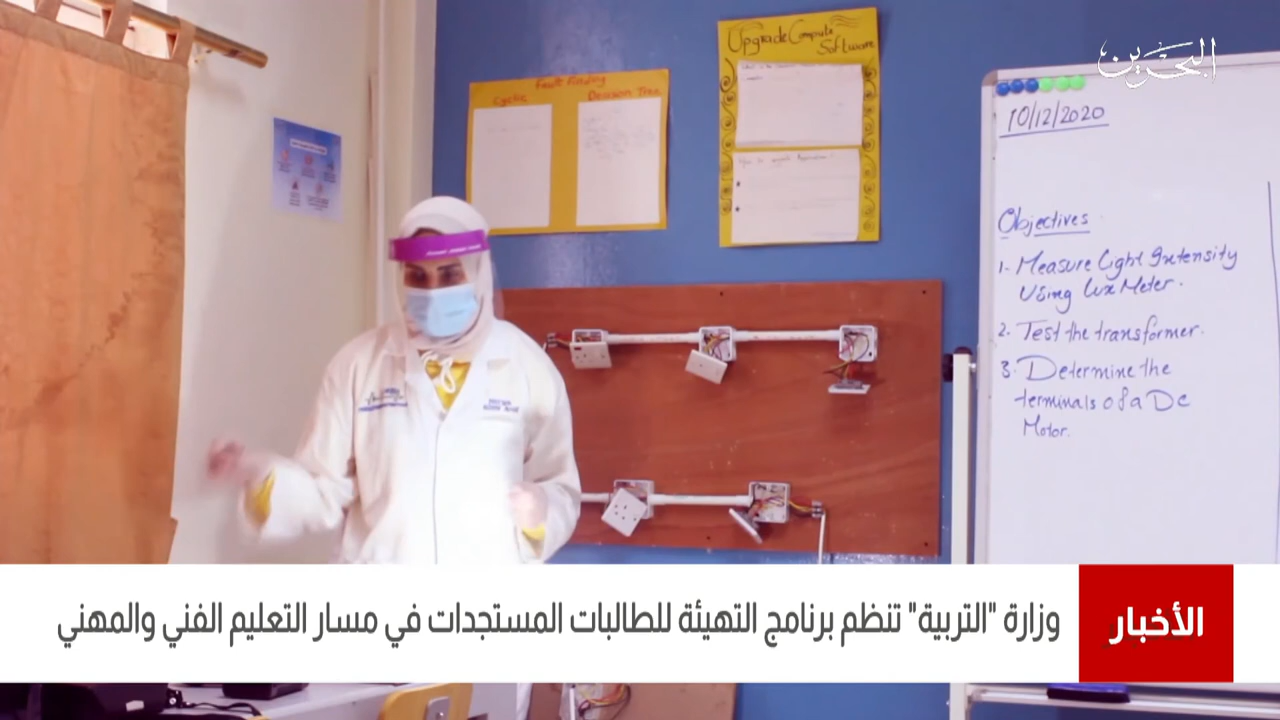 البحرين
Upgrade Compute
Software
Fault Finding
Cyclic
Decision Tree
10/12/2020
Objectives
1- Measure Light Intensity
Using Lux Meter.
2. Test the transformer.
3. Determine the
terminals of a Dc
Motor.
الأخبار
وزارة "التربية" تنظم برنامج التهيئة للطالبات المستجدات في مسار التعليم الفني والمهني